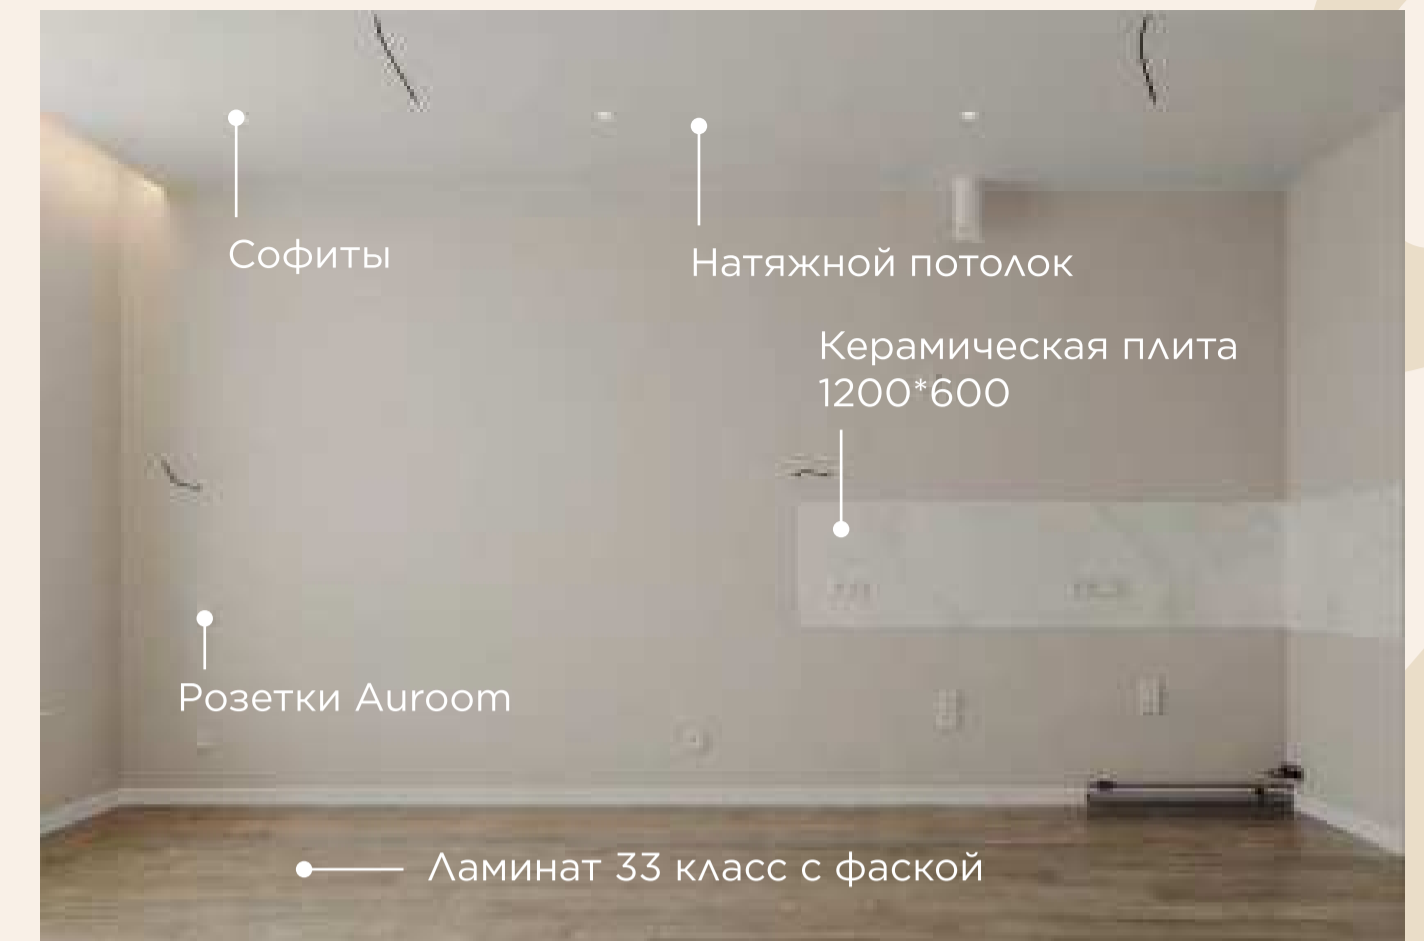 Софиты
Натяжной потолок
Керамическая плита
1200*600
Розетки Auroom
Ламинат 33 класс с фаской